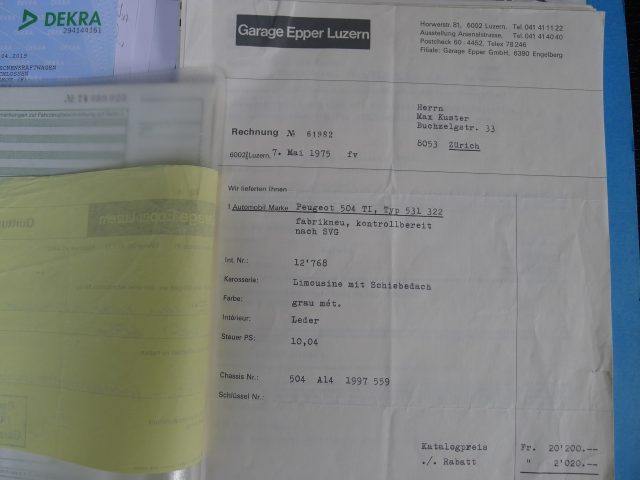 DEKRA
294144161
.04.2015
SCHLOSSEN
Garage Epper Luzern
Horwerstr. 81, 6002 Luzern, Tel. 041 41 11 22
Ausstellung Arsenalstrasse, Tel. 041 41 40 40
Postcheck 60-4452, Telex 78 246
Filiale: Garage Epper GmbH, 6390 Engelberg
Herrn
Max Kuster
Buchzelgstr. 33
8053 Zürich
Rechnung № 61982
6002 Luzern, 7. Mai 1975 fv
Wir lieferten Ihnen
1 Automobil Marke Peugeot 504 TI, Typ 531 322
fabrikneu, kontrollbereit
nach SVG
Int. Nr.: 12'768
Karosserie: Limousine mit Schiebedach
Farbe: grau mét.
Intérieur: Leder
Steuer PS: 10,04
Chassis Nr.: 504 A14 1997 559
Schlüssel Nr.:
Katalogpreis Fr. 20'200.--
./. Rabatt " 2'020.--